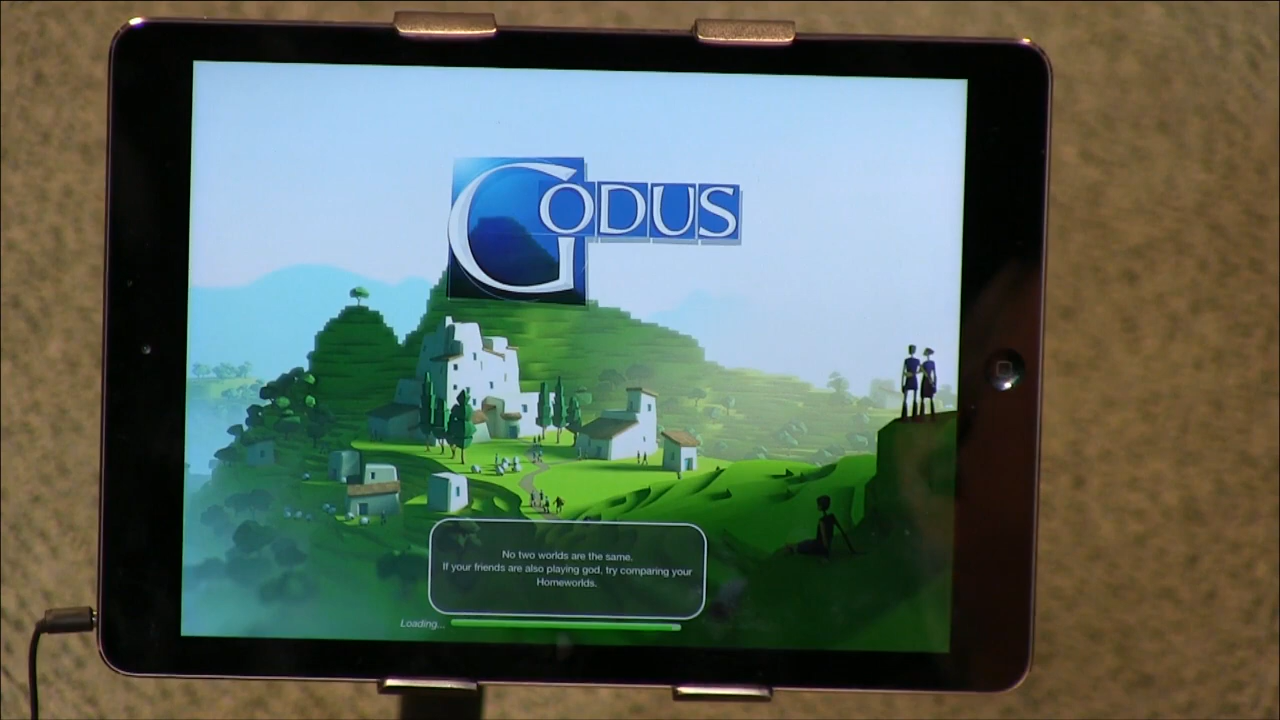 GODUS
No two worlds are the same.
If your friends are also playing god, try comparing your
Homeworlds.
Loading...